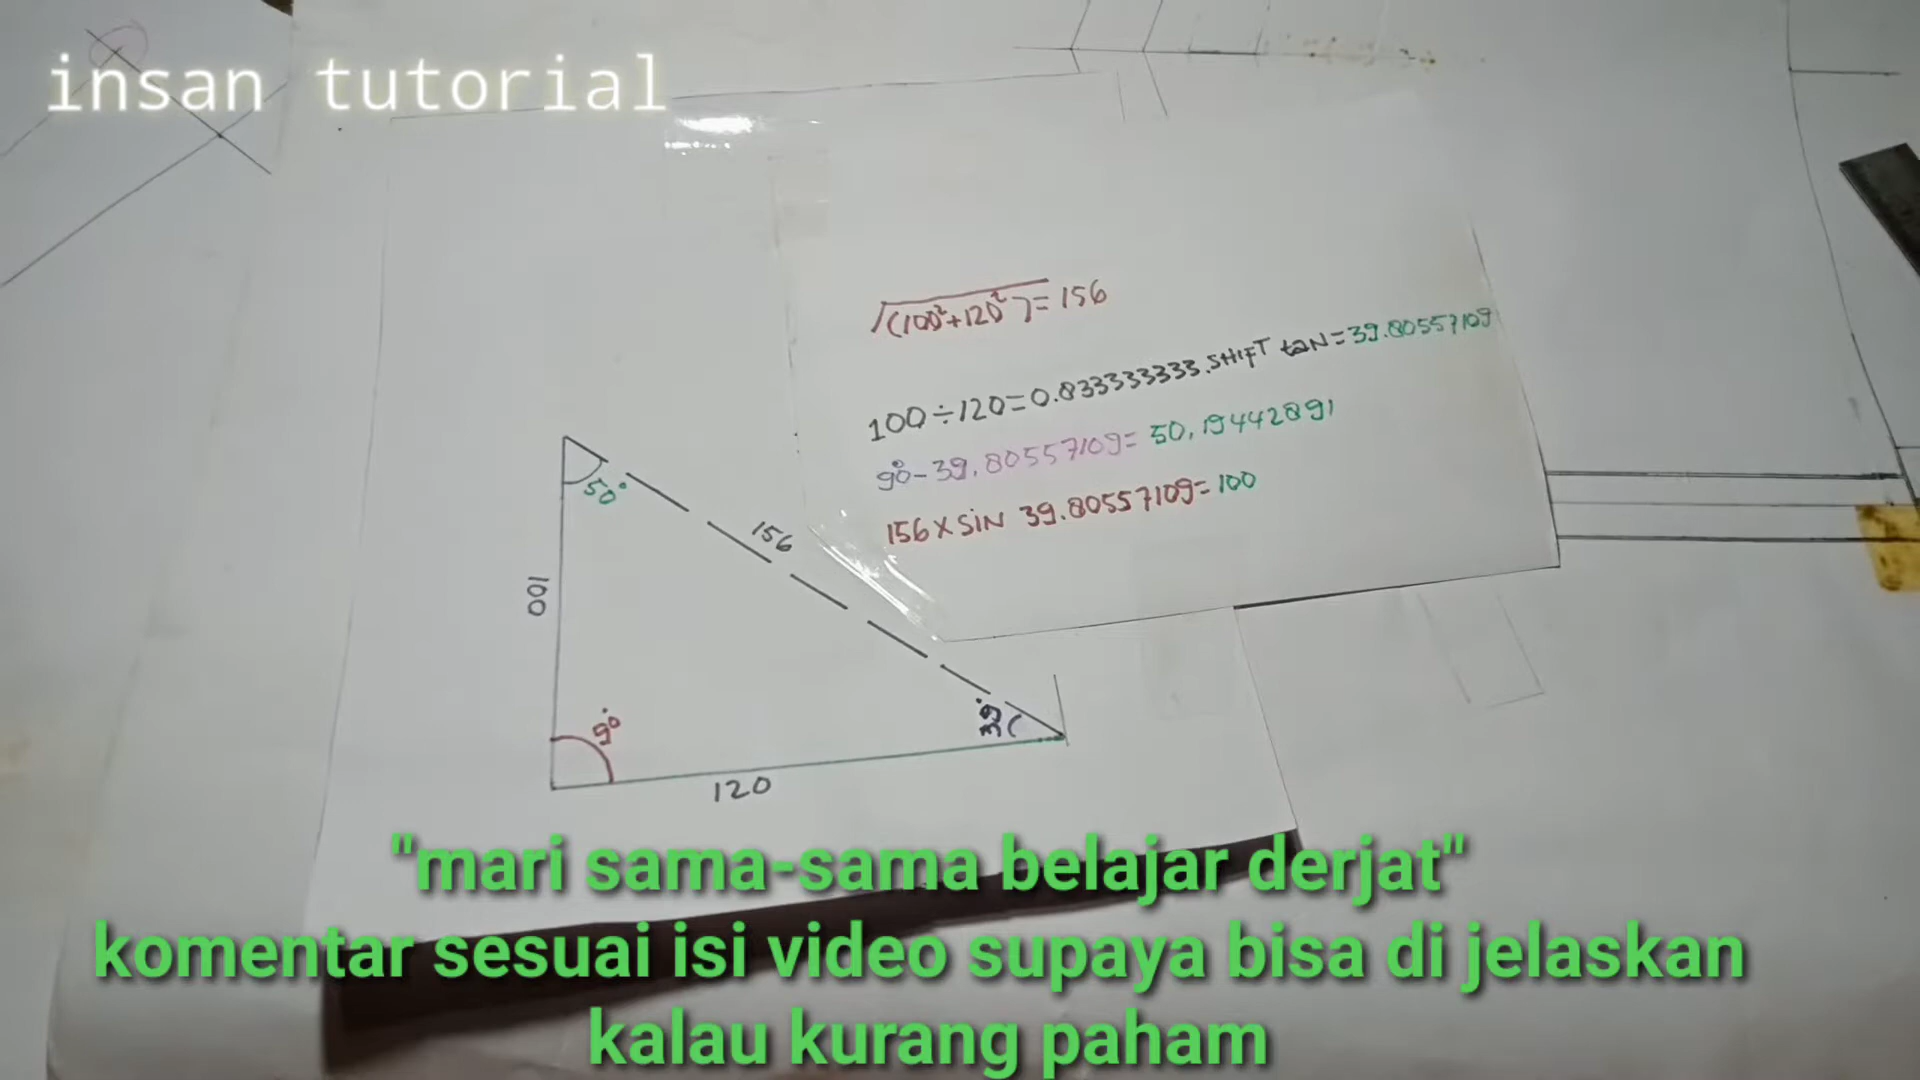 insan tutorial
√(100²+120²)=156
100÷120=0.833333333.SHIFT taN=39.80557109
90°-39.80557109=50,19442891
156xSiN 39.80557109=100
50°
156
100
90°
39°
120
"mari sama-sama belajar derjat"
komentar sesuai isi video supaya bisa di jelaskan
kalau kurang paham